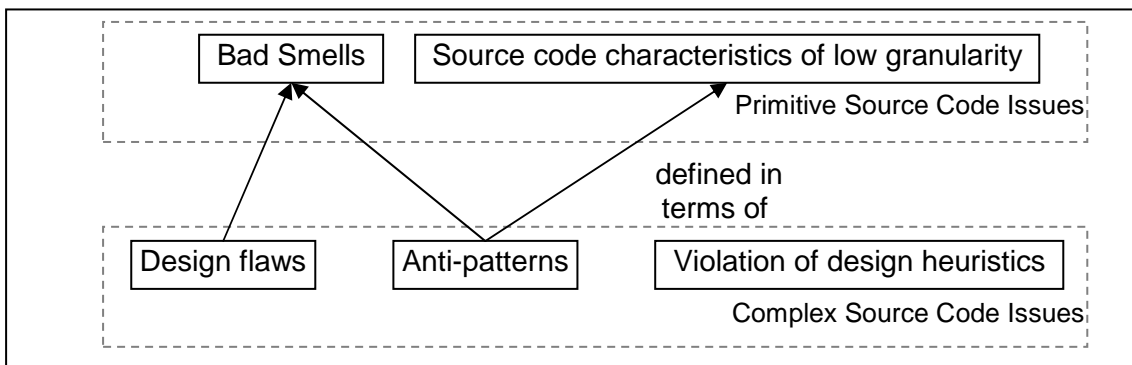 Bad Smells
Source code characteristics of low granularity
Primitive Source Code Issues
defined in
terms of
Design flaws
Anti-patterns
Violation of design heuristics
Complex Source Code Issues